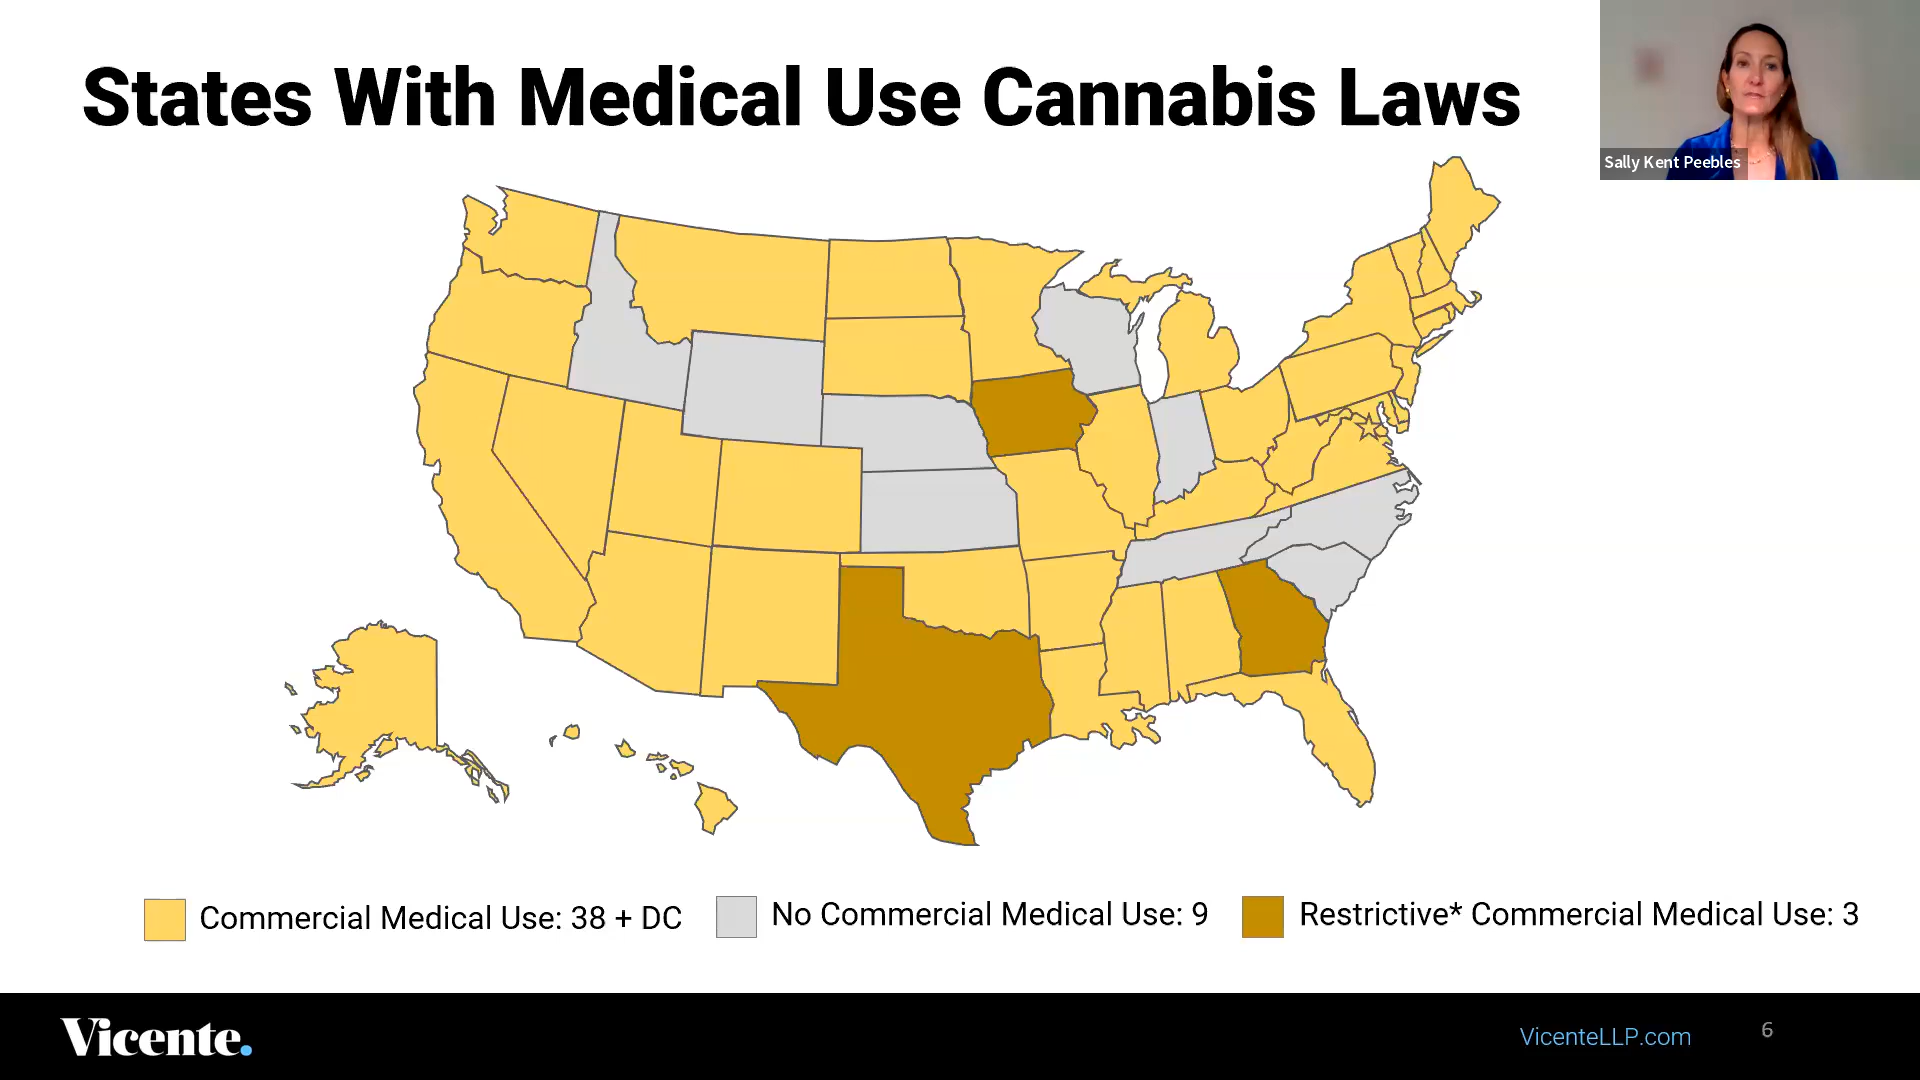 States With Medical Use Cannabis Laws
Sally Kent Peebles
Commercial Medical Use: 38 + DC
No Commercial Medical Use: 9
Restrictive* Commercial Medical Use: 3
Vicente.
VicenteLLP.com
6